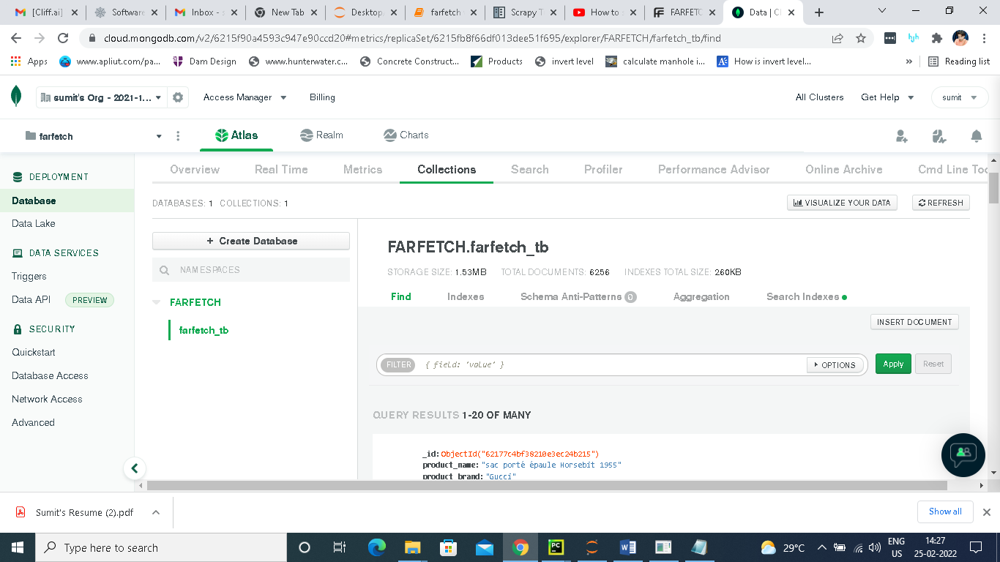 [Cliff.ai]
Software
Inbox -
New Tab
Desktop
farfetch
Scrapy T
How to
FARFETC
Data | Cl
cloud.mongodb.com/v2/6215f90a4593c947e90ccd20#metrics/replicaSet/6215fb8f66df013dee51f695/explorer/FARFETCH/farfetch_tb/find
Apps
www.apliut.com/pa...
Dam Design
www.hunterwater.c...
Concrete Construct...
Products
invert level
calculate manhole i...
How is invert level...
»
Reading list
sumit's Org - 2021-1...
Access Manager
Billing
All Clusters
Get Help
sumit
farfetch
Atlas
Realm
Charts
DEPLOYMENT
Database
Data Lake
DATA SERVICES
Triggers
Data API PREVIEW
SECURITY
Quickstart
Database Access
Network Access
Advanced
Overview
Real Time
Metrics
Collections
Search
Profiler
Performance Advisor
Online Archive
Cmd Line Too
DATABASES: 1 COLLECTIONS: 1
VISUALIZE YOUR DATA
REFRESH
+ Create Database
NAMESPACES
FARFETCH
farfetch_tb
FARFETCH.farfetch_tb
STORAGE SIZE: 1.53MB TOTAL DOCUMENTS: 6256 INDEXES TOTAL SIZE: 260KB
Find
Indexes
Schema Anti-Patterns 0
Aggregation
Search Indexes
INSERT DOCUMENT
FILTER { field: 'value' }
OPTIONS
Apply
Reset
QUERY RESULTS 1-20 OF MANY
_id: ObjectId("62177c4bf38210e3ec24b215")
product_name: "sac porté épaule Horsebit 1955"
product_brand: "Gucci"
Sumit's Resume (2).pdf
Show all
Type here to search
PC
29°C
ENG
US
14:27
25-02-2022